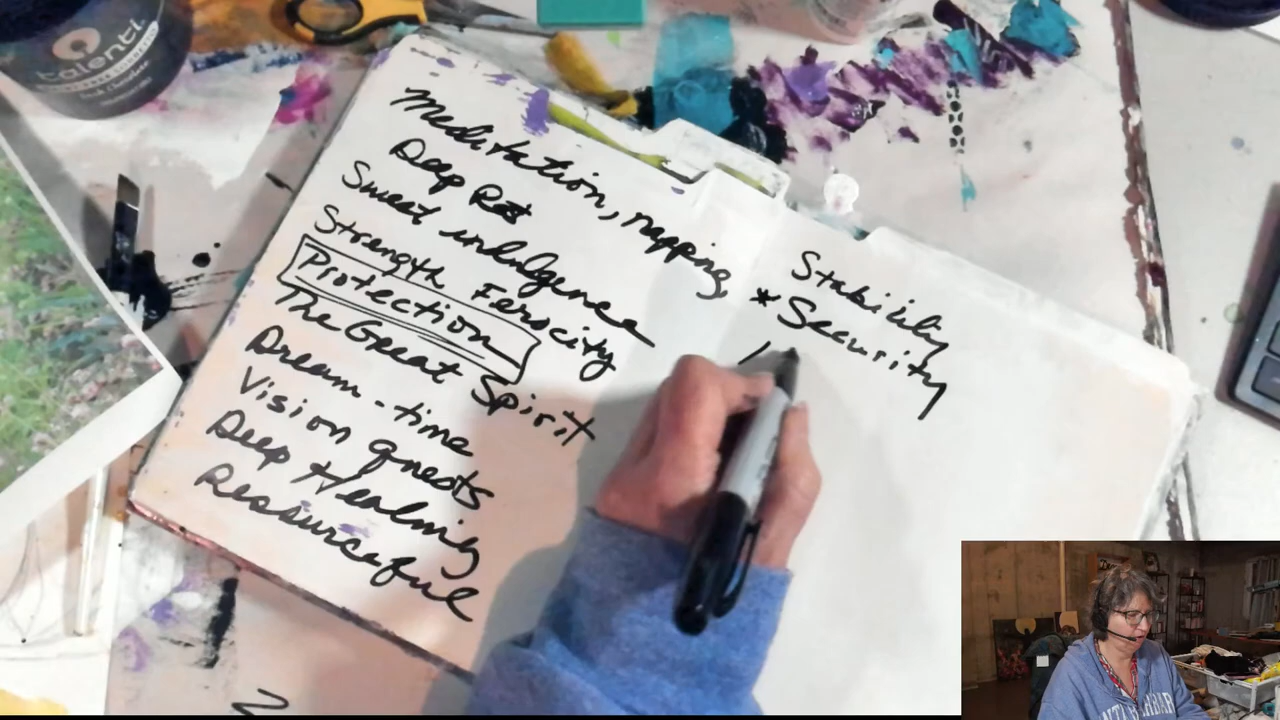 talenti
Meditation, napping,
Deep Rest
Sweet indulgence
Strength Ferocity
Protection
The Great Spirit
Dream-time
Vision quests
Deep Healing
Resourceful
Stability
* Security